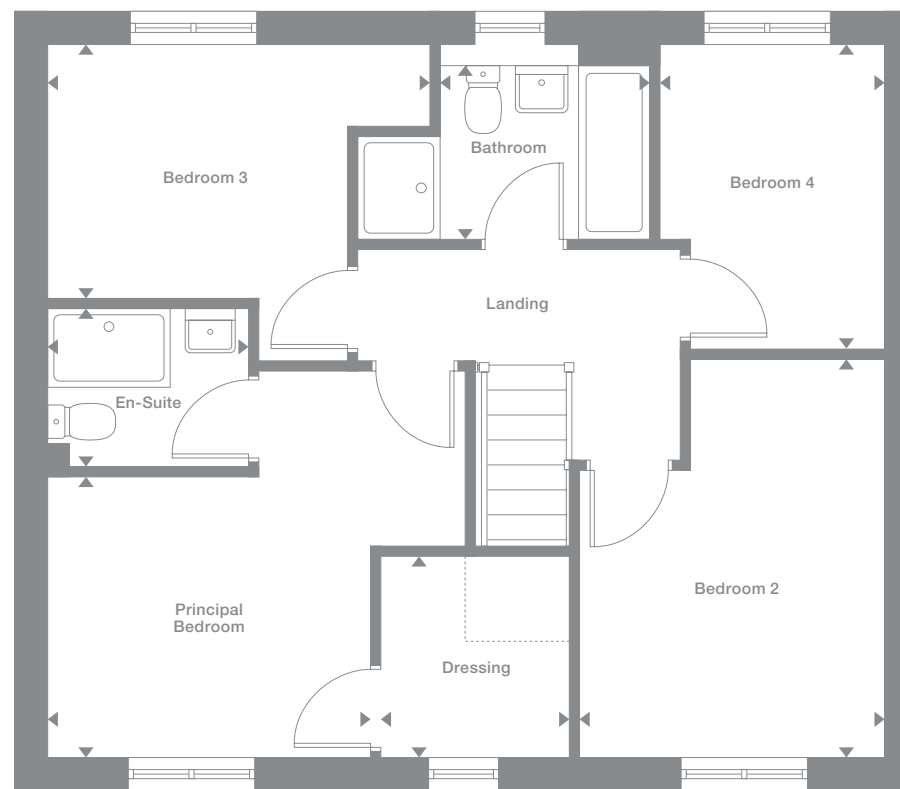 Bathroom
Bedroom 3
Bedroom 4
Landing
En-Suite
Bedroom 2
Principal
Bedroom
Dressing